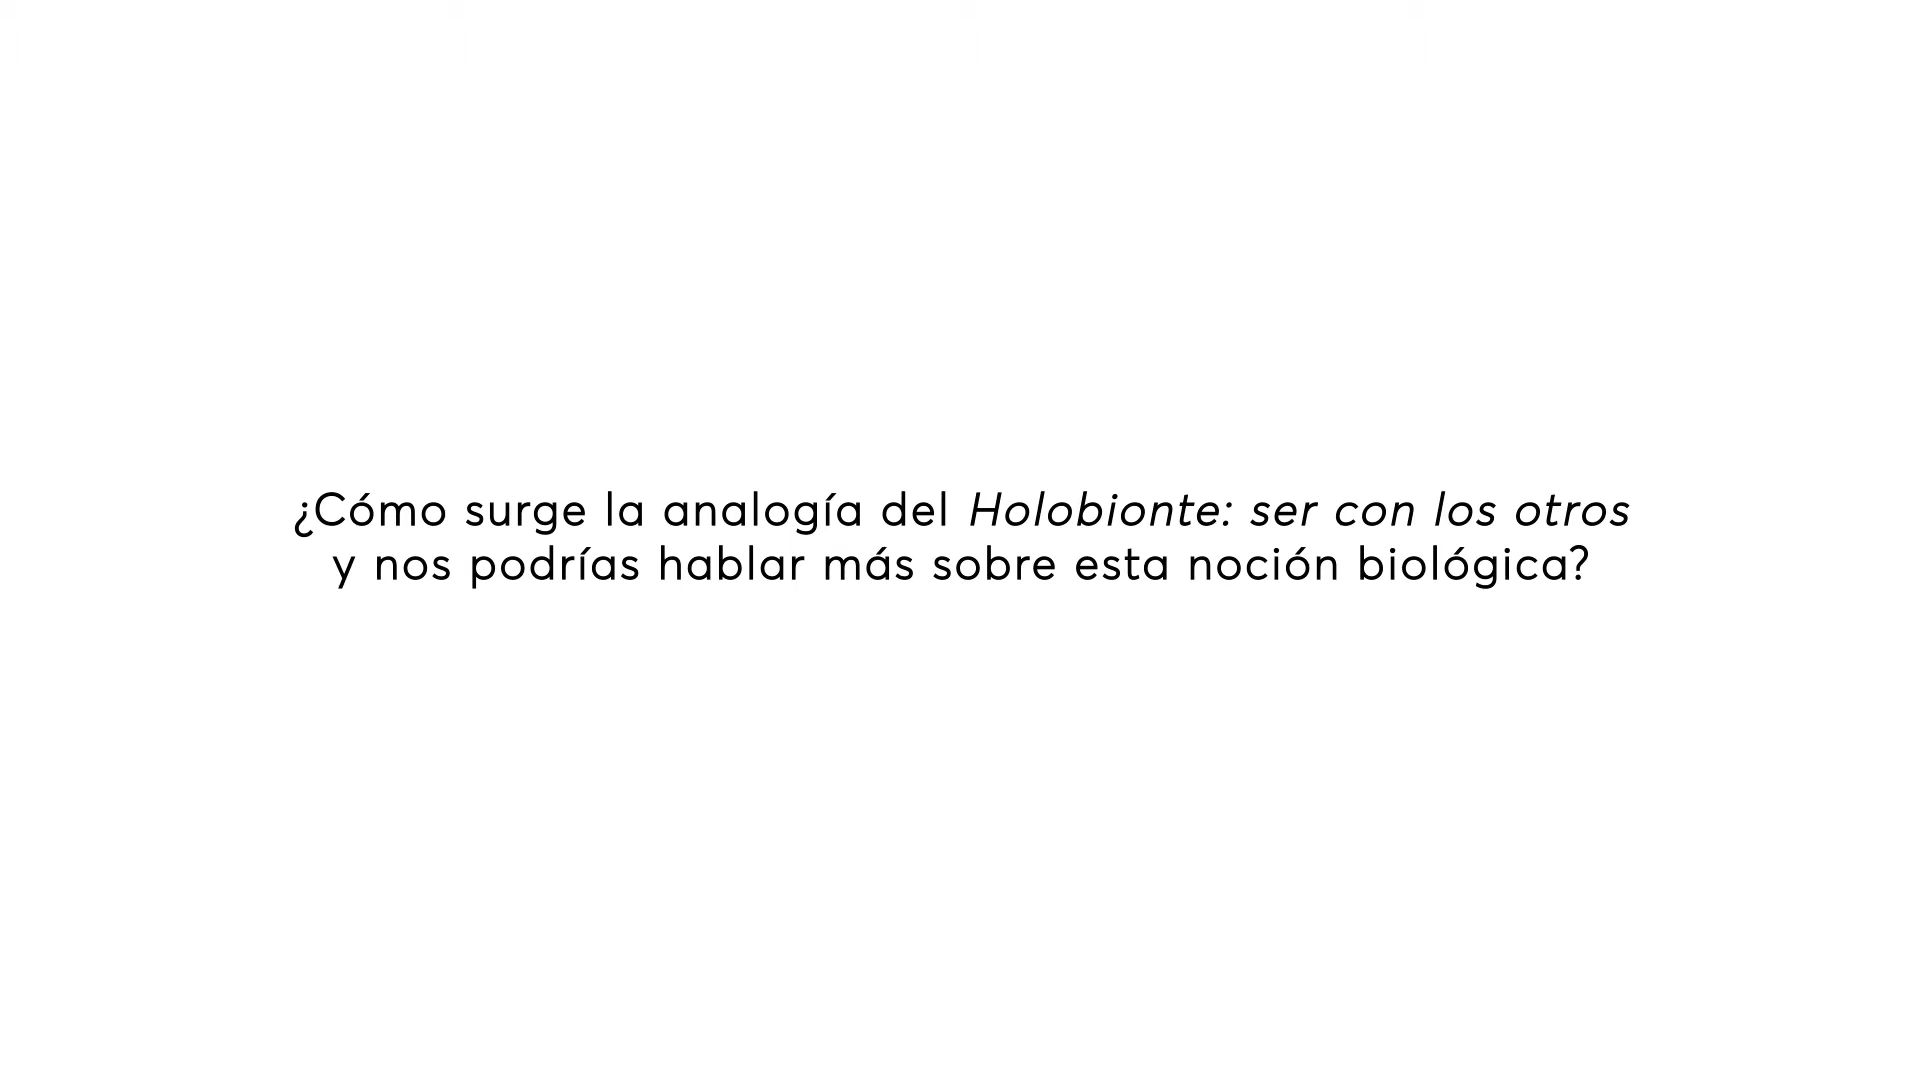 ¿Cómo surge la analogía del Holobionte: ser con los otros
y nos podrías hablar más sobre esta noción biológica?